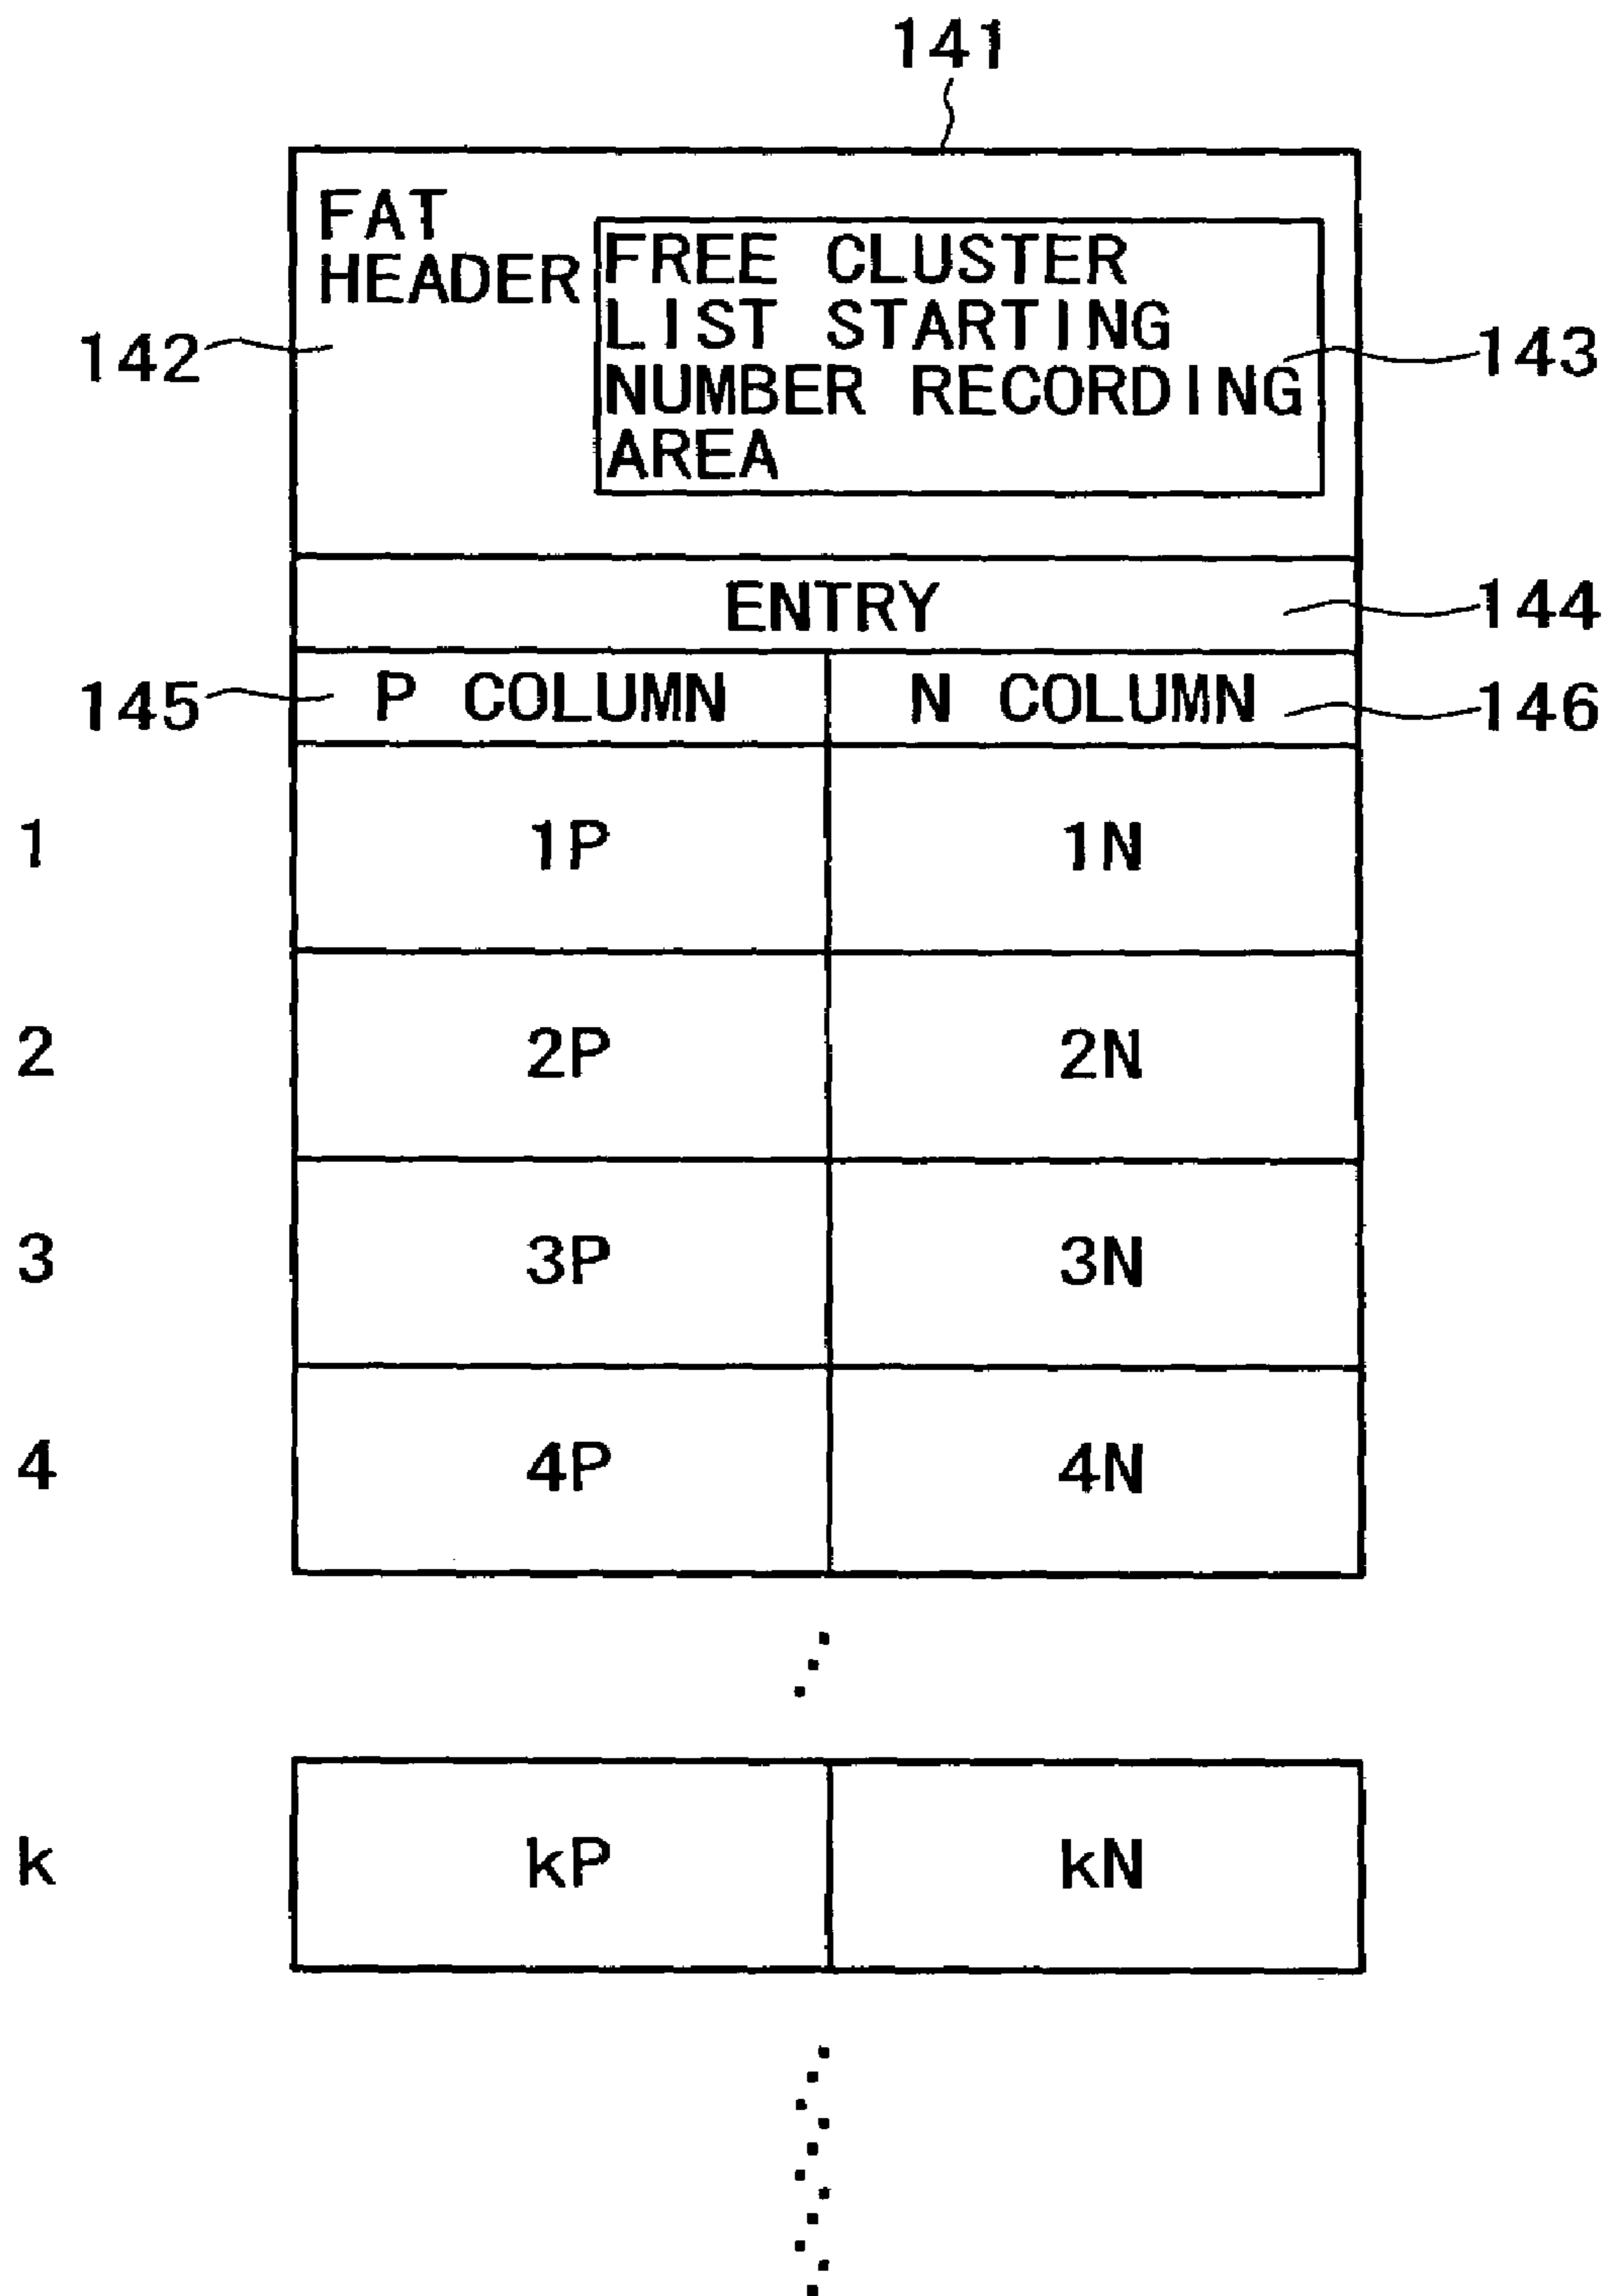 141
FAT
HEADER
FREE CLUSTER
LIST STARTING
NUMBER RECORDING
AREA
142
143
ENTRY
144
145
P COLUMN
N COLUMN
146
1
1P
1N
2
2P
2N
3
3P
3N
4
4P
4N
k
kP
kN